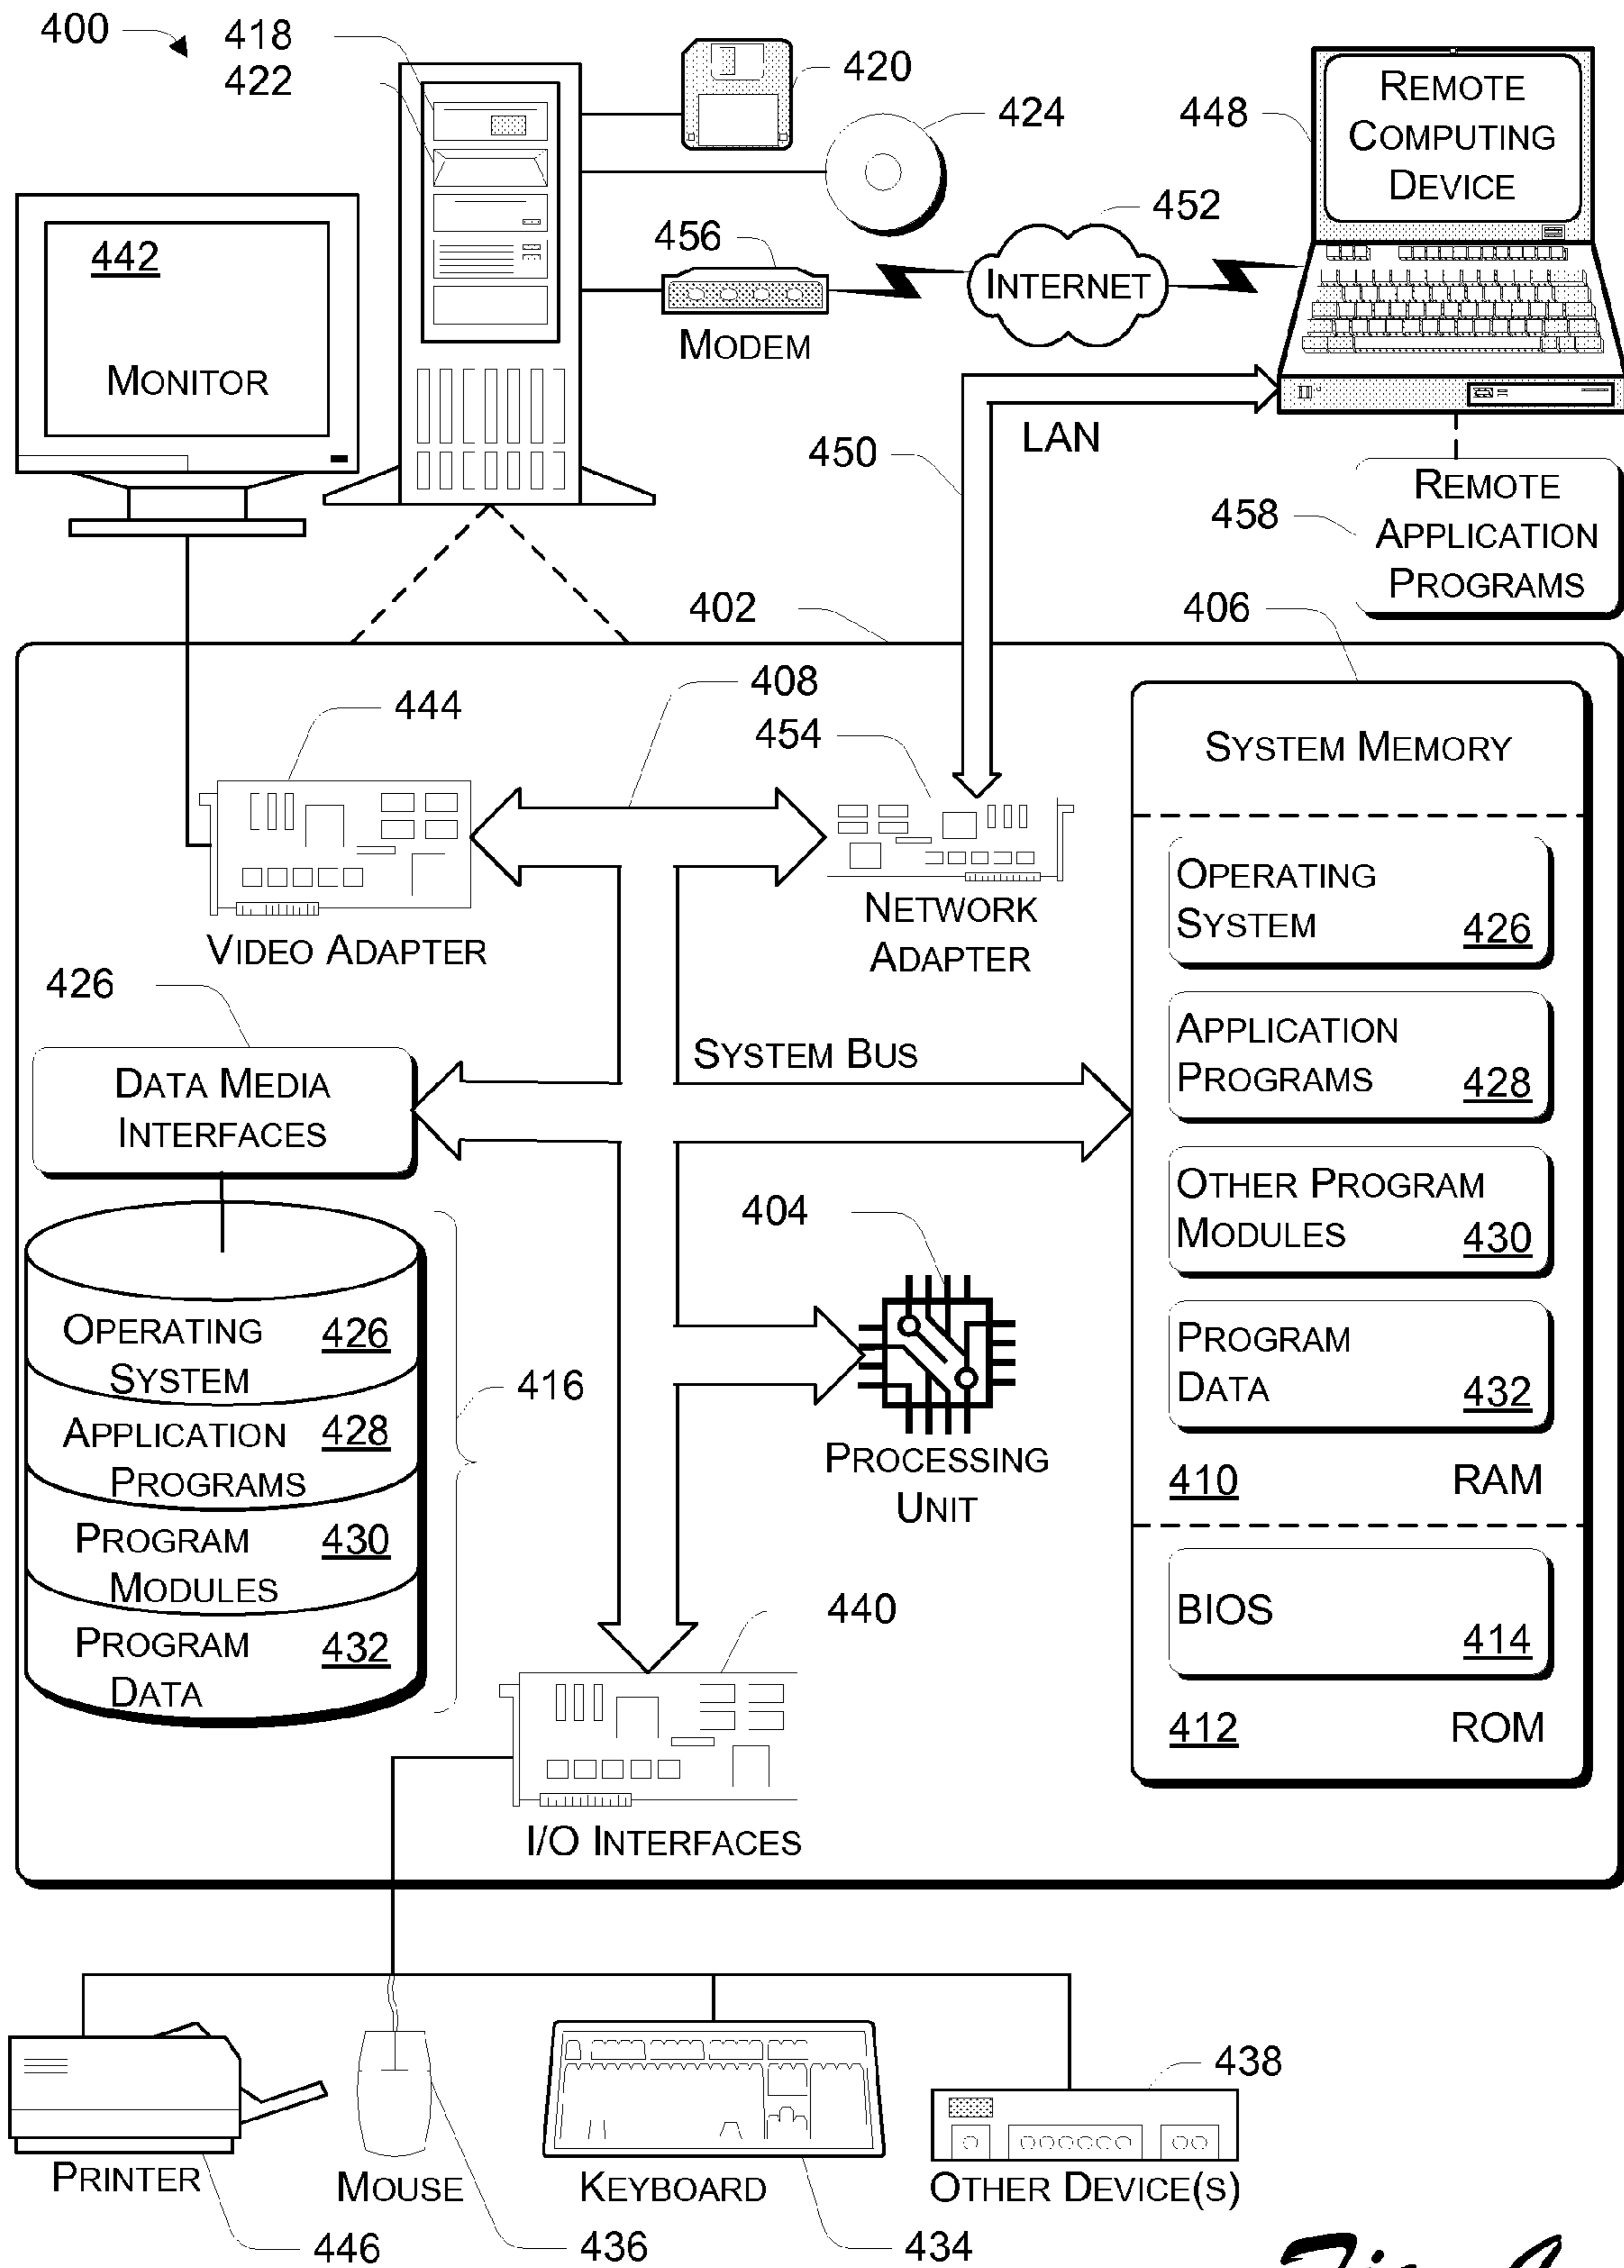 400
418
422
420
424
448
REMOTE
COMPUTING
DEVICE
452
456
442
INTERNET
MODEM
MONITOR
LAN
450
REMOTE
458
APPLICATION
PROGRAMS
402
406
408
444
454
SYSTEM MEMORY
OPERATING
SYSTEM 426
NETWORK
ADAPTER
VIDEO ADAPTER
426
APPLICATION
PROGRAMS 428
SYSTEM BUS
DATA MEDIA
INTERFACES
OTHER PROGRAM
MODULES 430
404
OPERATING 426
SYSTEM
PROGRAM
DATA 432
416
APPLICATION 428
PROGRAMS
PROCESSING
UNIT
410 RAM
PROGRAM 430
MODULES
440
BIOS
414
PROGRAM 432
DATA
412 ROM
I/O INTERFACES
438
PRINTER
MOUSE
KEYBOARD
OTHER DEVICE(S)
446
436
434